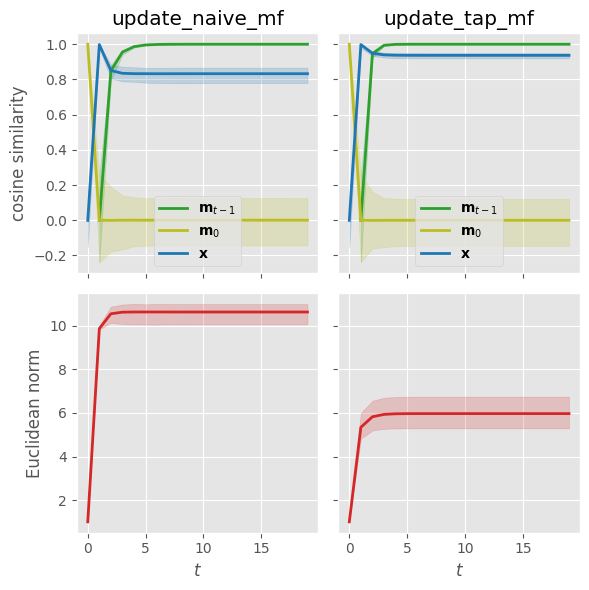 update_naive_mf
update_tap_mf
cosine similarity
1.0
0.8
0.6
0.4
0.2
0.0
−0.2
m_{t−1}
m_0
x
m_{t−1}
m_0
x
Euclidean norm
10
8
6
4
2
0
5
10
15
t
0
5
10
15
t